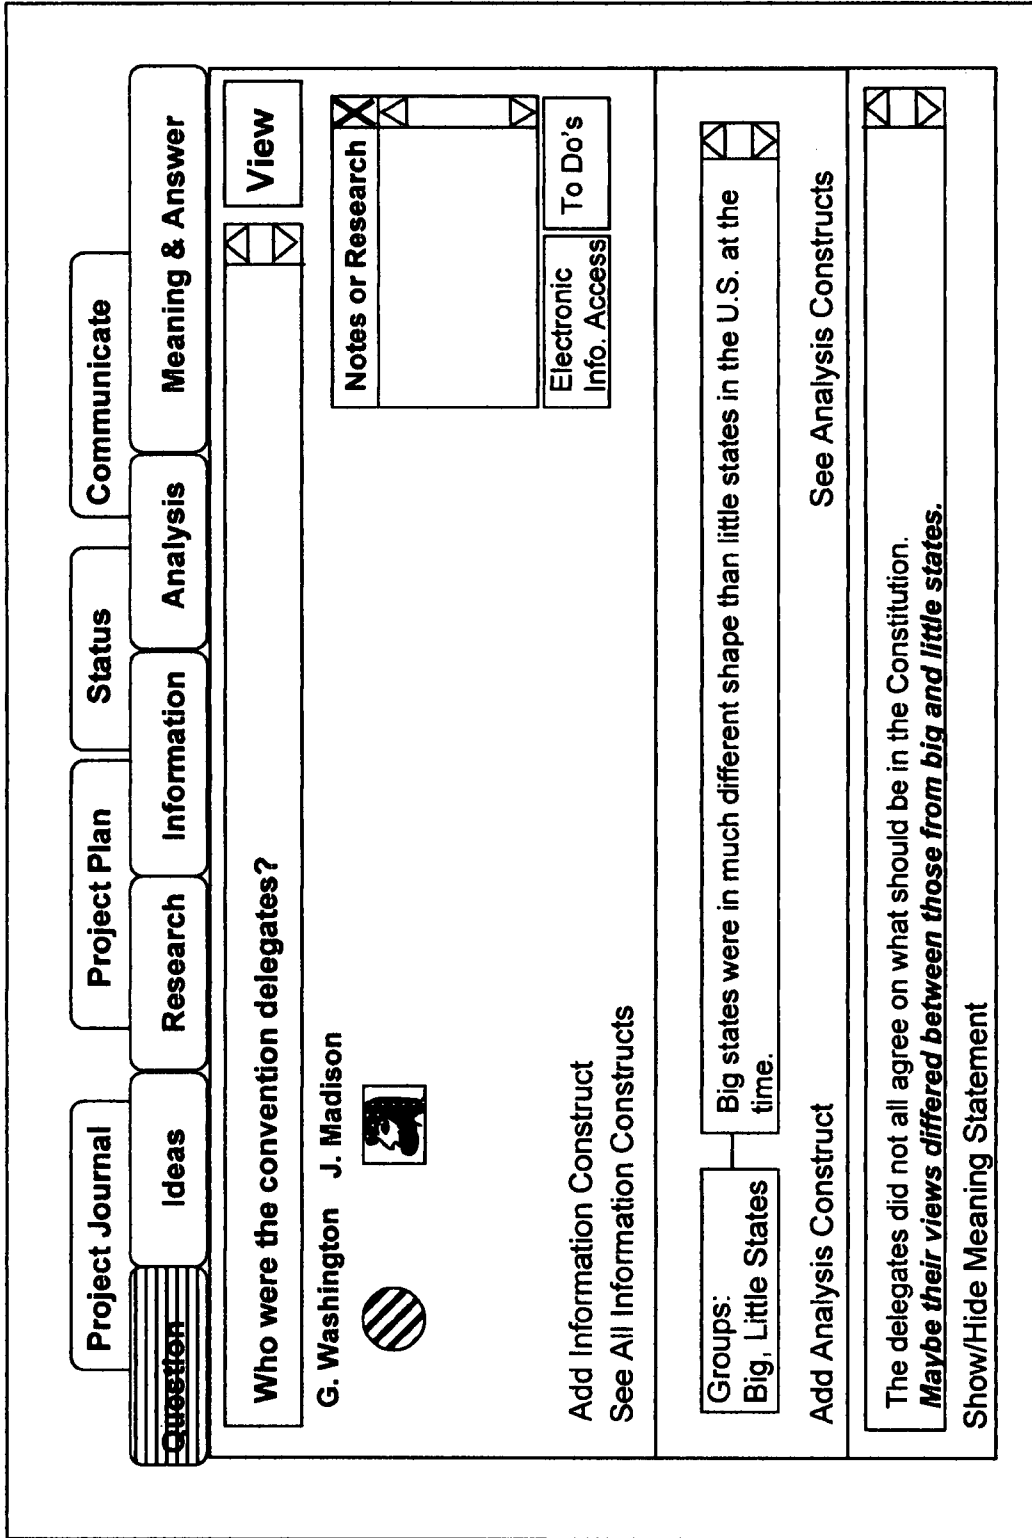 Project Journal
Project Plan
Status
Communicate
Question
Ideas
Research
Information
Analysis
Meaning & Answer
Who were the convention delegates?
View
G. Washington
J. Madison
Notes or Research
X
Electronic
Info. Access
To Do's
Add Information Construct
See All Information Constructs
Groups:
Big, Little States
Big states were in much different shape than little states in the U.S. at the
time.
Add Analysis Construct
See Analysis Constructs
The delegates did not all agree on what should be in the Constitution.
Maybe their views differed between those from big and little states.
Show/Hide Meaning Statement